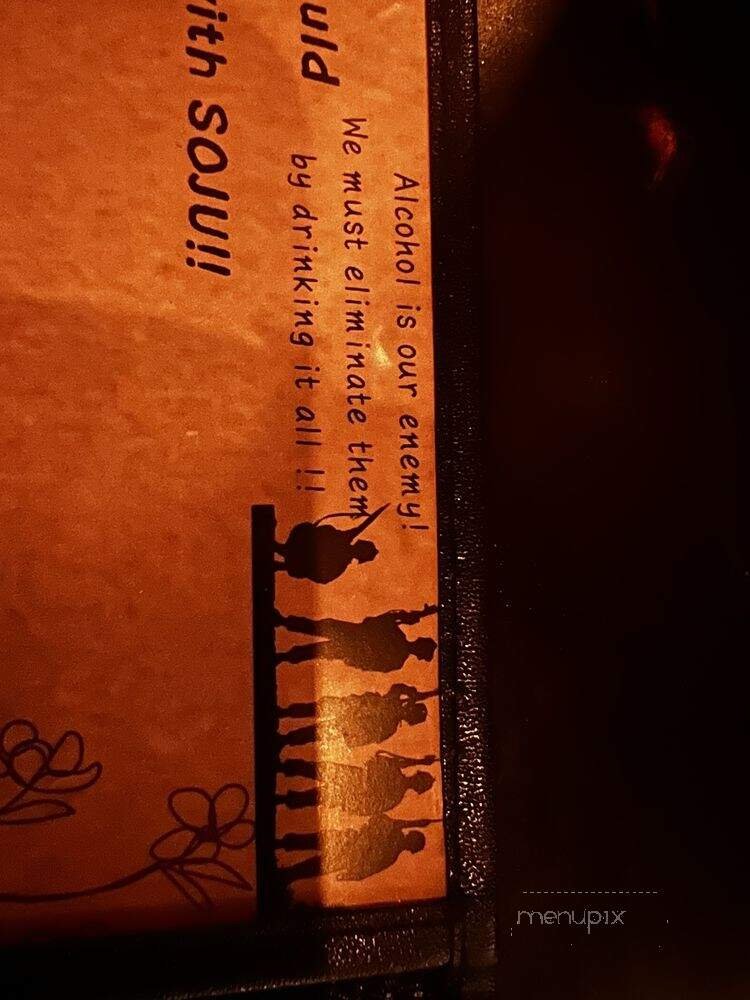 Alcohol is our enemy!
We must eliminate them
by drinking it all !!
uld
with SOJU!!
menupix